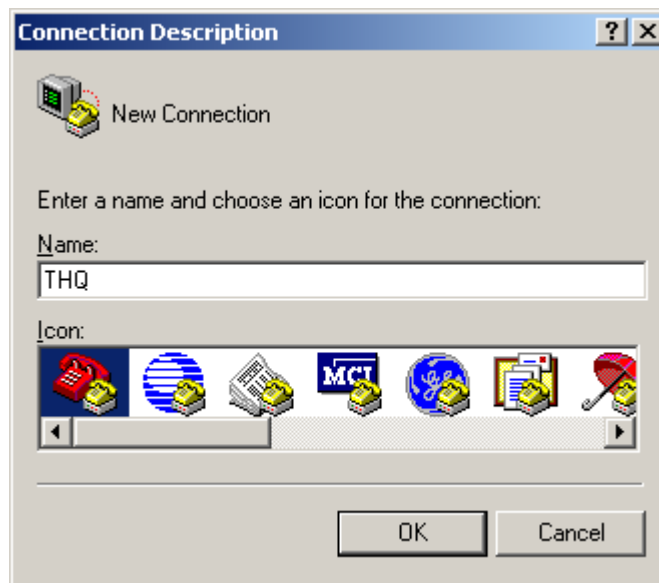 Connection Description
New Connection
Enter a name and choose an icon for the connection:
Name:
THQ
Icon:
MCI
OK Cancel